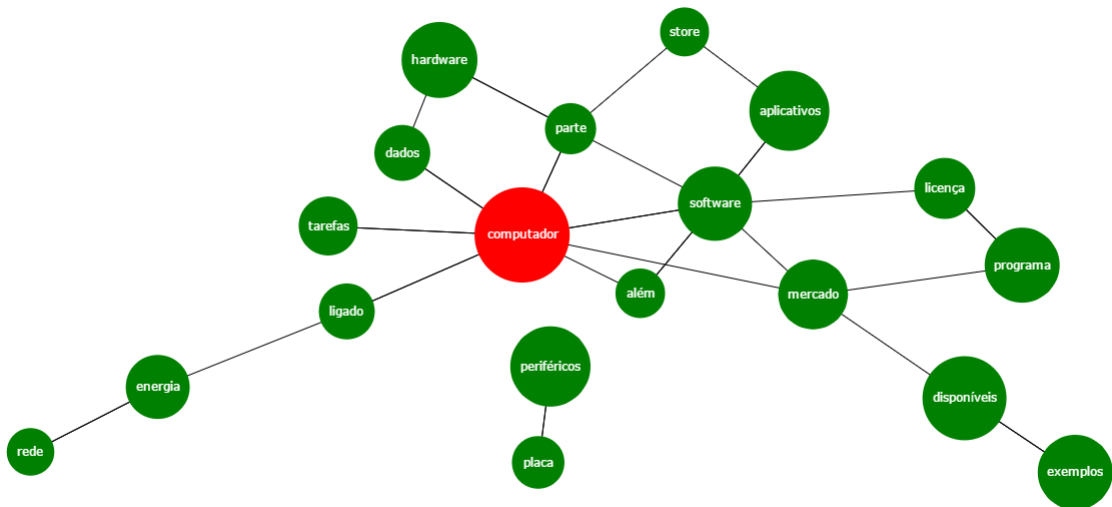 store
hardware
aplicativos
parte
dados
licença
software
tarefas
computador
programa
além
mercado
ligado
periféricos
energia
disponíveis
rede
placa
exemplos